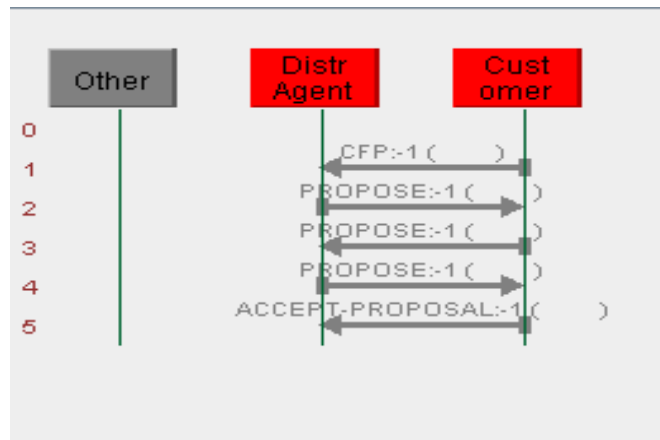 Other
Distr
Agent
Cust
omer
0
CFP:-1 (      )
1
PROPOSE:-1 (      )
2
PROPOSE:-1 (      )
3
PROPOSE:-1 (      )
4
ACCEPT-PROPOSAL:-1 (      )
5